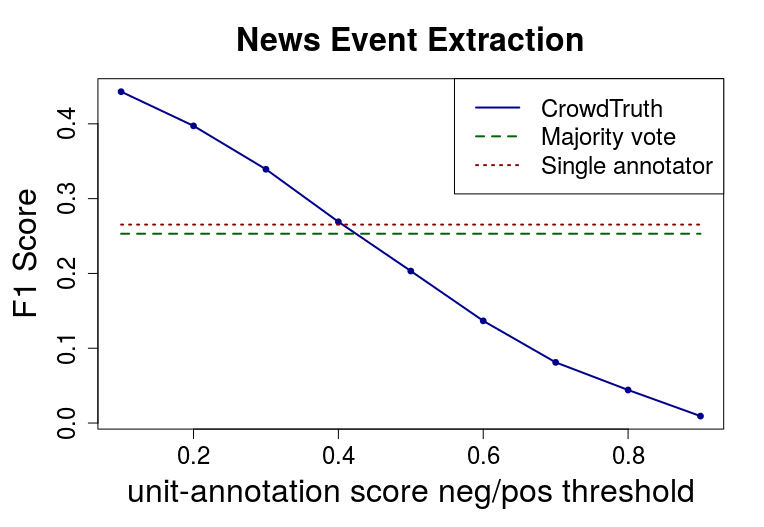 News Event Extraction
CrowdTruth
Majority vote
Single annotator
F1 Score
0.4
0.3
0.2
0.1
0.0
0.2 0.4 0.6 0.8
unit-annotation score neg/pos threshold